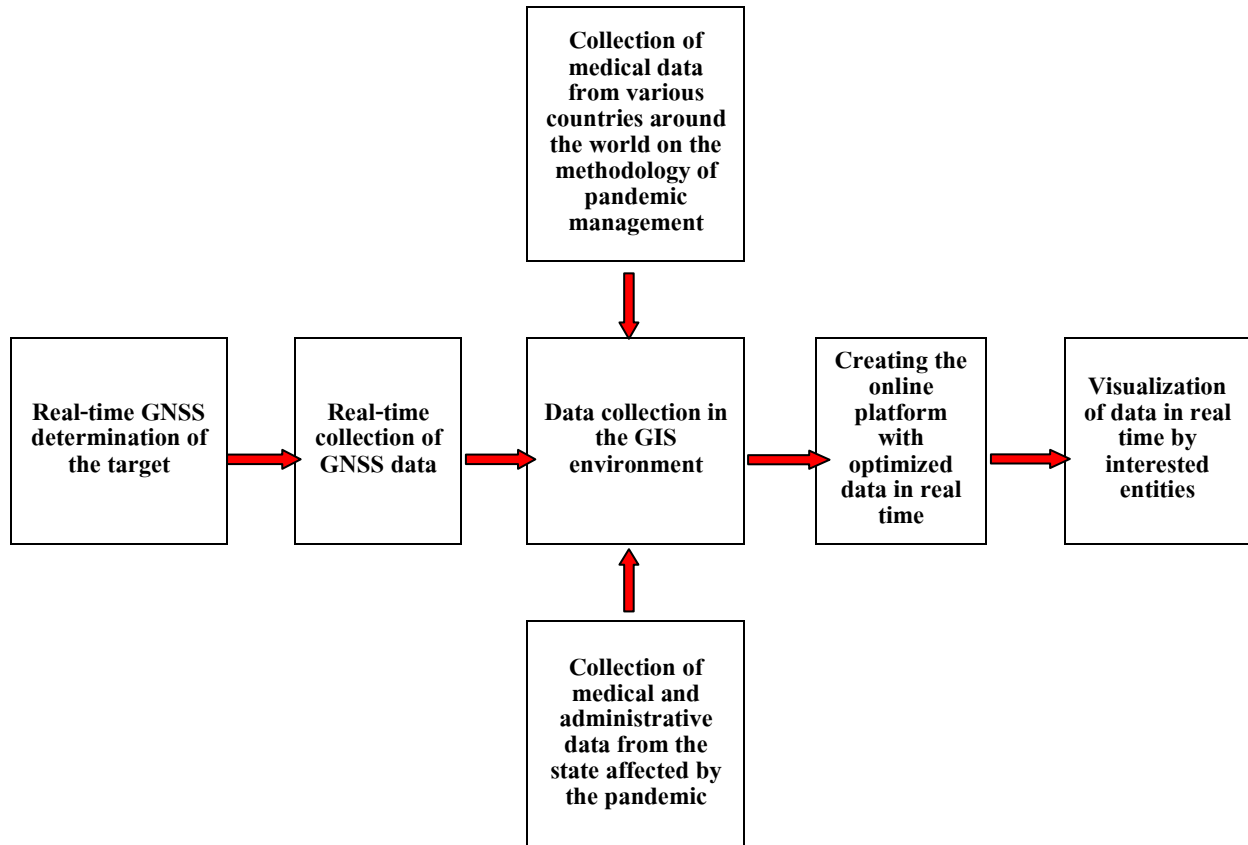 Collection of
medical data
from various
countries around
the world on the
methodology of
pandemic
management
Real-time GNSS
determination of
the target
Real-time
collection of
GNSS data
Data collection in
the GIS
environment
Creating the
online
platform
with
optimized
data in real
time
Visualization
of data in real
time by
interested
entities
Collection of
medical and
administrative
data from the
state affected by
the pandemic